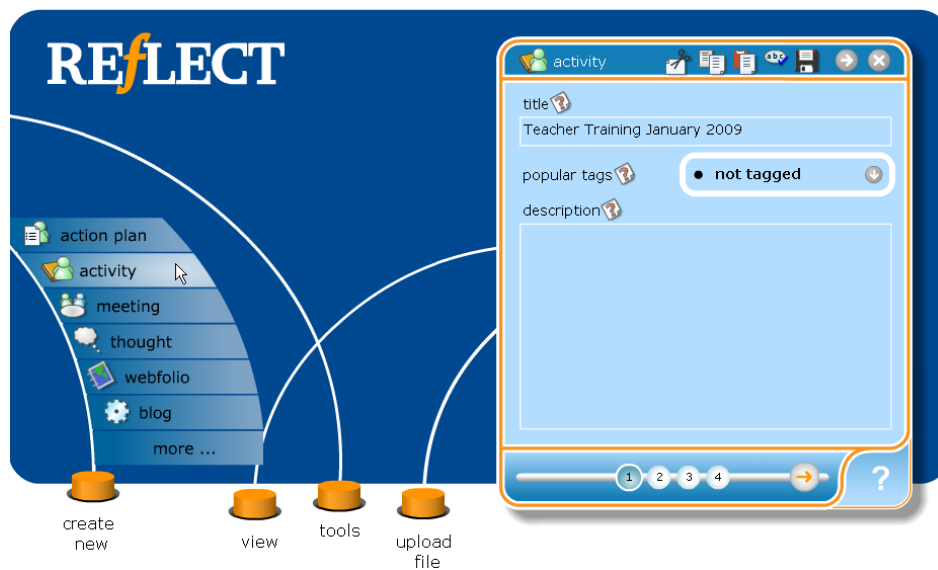 REfLECT
action plan
activity
meeting
thought
webfolio
blog
more ...
create
new
view
tools
upload
file
activity
abc
title
Teacher Training January 2009
popular tags
• not tagged
description
1 2 3 4
?